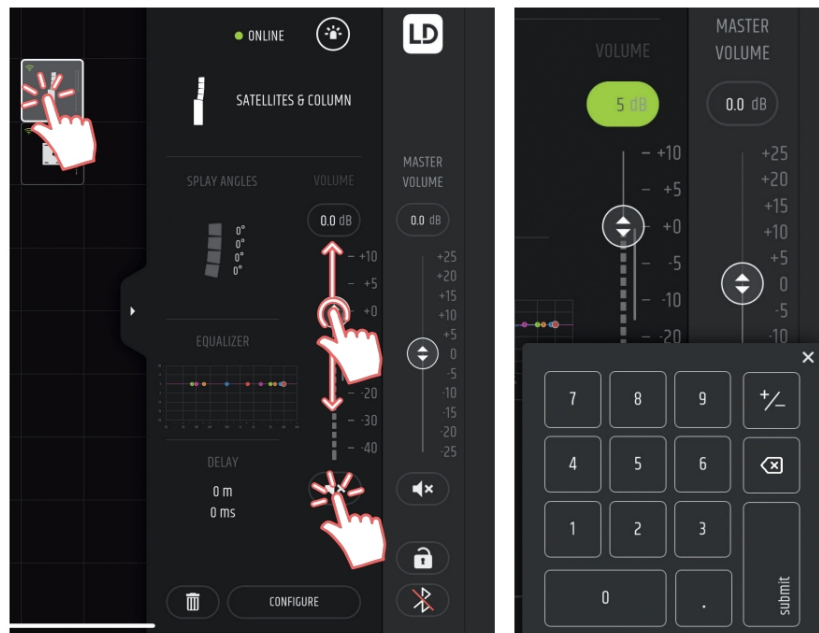 ONLINE
LD
SATELLITES & COLUMN
SPLAY ANGLES
0°
0°
0°
0°
EQUALIZER
DELAY
0 m
0 ms
CONFIGURE
VOLUME
0.0 dB
+10
+5
+0
-20
-30
-40
MASTER
VOLUME
0.0 dB
+25
+20
+15
+10
+5
0
-5
-10
-15
-20
-25
VOLUME
5 dB
+10
+5
+0
-5
-10
-20
MASTER
VOLUME
0.0 dB
+25
+20
+15
+10
+5
0
-5
-10
7 8 9 +/-
4 5 6
1 2 3
0 . submit